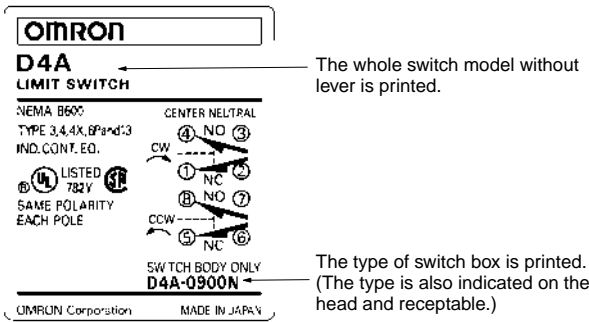 OMRON
D4A
LIMIT SWITCH
The whole switch model without
lever is printed.
NEMA B600
TYPE 3,4,4X,6Pand13
IND.CONT.EQ.
LISTED
782Y
UL
SA
R
SAME POLARITY
EACH POLE
CENTER NEUTRAL
④ NO ③
CW
① NC ②
⑧ NO ⑦
CCW
⑤ NC ⑥
SWITCH BODY ONLY
D4A-0900N
The type of switch box is printed.
(The type is also indicated on the
head and receptable.)
OMRON Corporation
MADE IN JAPAN